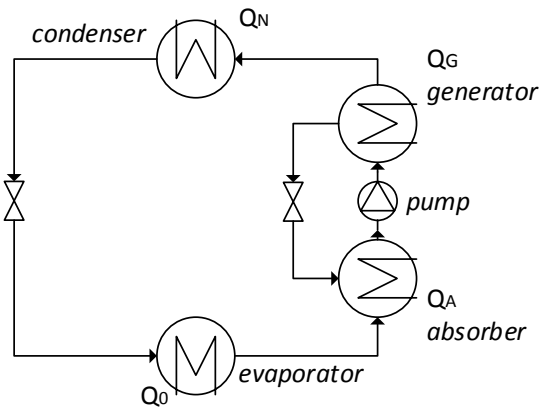 condenser
QN
QG
generator
pump
QA
absorber
evaporator
Q0